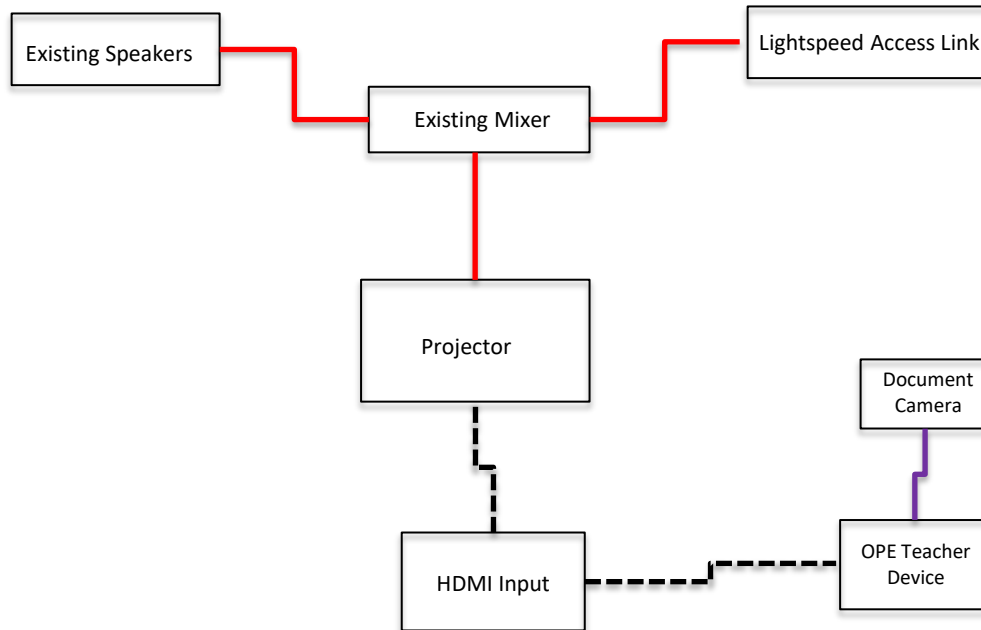 Existing Speakers
Lightspeed Access Link
Existing Mixer
Projector
Document
Camera
HDMI Input
OPE Teacher
Device